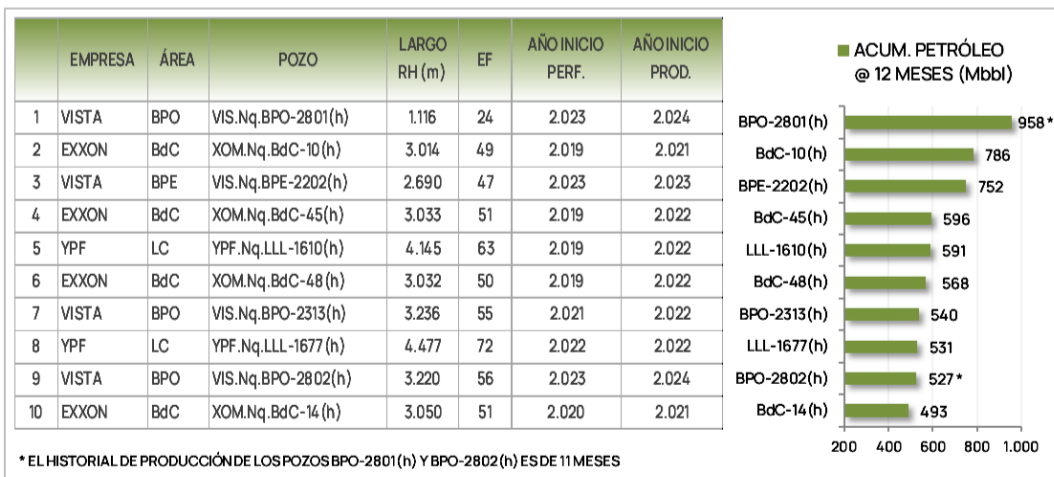 EMPRESA ÁREA POZO LARGO RH (m) EF AÑO INICIO PERF. AÑO INICIO PROD.
1 VISTA BPO VIS.Nq.BPO-2801(h) 1.116 24 2.023 2.024
2 EXXON BdC XOM.Nq.BdC-10(h) 3.014 49 2.019 2.021
3 VISTA BPE VIS.Nq.BPE-2202(h) 2.690 47 2.023 2.023
4 EXXON BdC XOM.Nq.BdC-45(h) 3.033 51 2.019 2.022
5 YPF LC YPF.Nq.LLL-1610(h) 4.145 63 2.019 2.022
6 EXXON BdC XOM.Nq.BdC-48(h) 3.032 50 2.019 2.022
7 VISTA BPO VIS.Nq.BPO-2313(h) 3.236 55 2.021 2.022
8 YPF LC YPF.Nq.LLL-1677(h) 4.477 72 2.022 2.022
9 VISTA BPO VIS.Nq.BPO-2802(h) 3.220 56 2.023 2.024
10 EXXON BdC XOM.Nq.BdC-14(h) 3.050 51 2.020 2.021
* EL HISTORIAL DE PRODUCCIÓN DE LOS POZOS BPO-2801(h) Y BPO-2802(h) ES DE 11 MESES
ACUM. PETRÓLEO
@ 12 MESES (Mbbl)
BPO-2801(h) 958 *
BdC-10(h) 786
BPE-2202(h) 752
BdC-45(h) 596
LLL-1610(h) 591
BdC-48(h) 568
BPO-2313(h) 540
LLL-1677(h) 531
BPO-2802(h) 527 *
BdC-14(h) 493
200 400 600 800 1.000